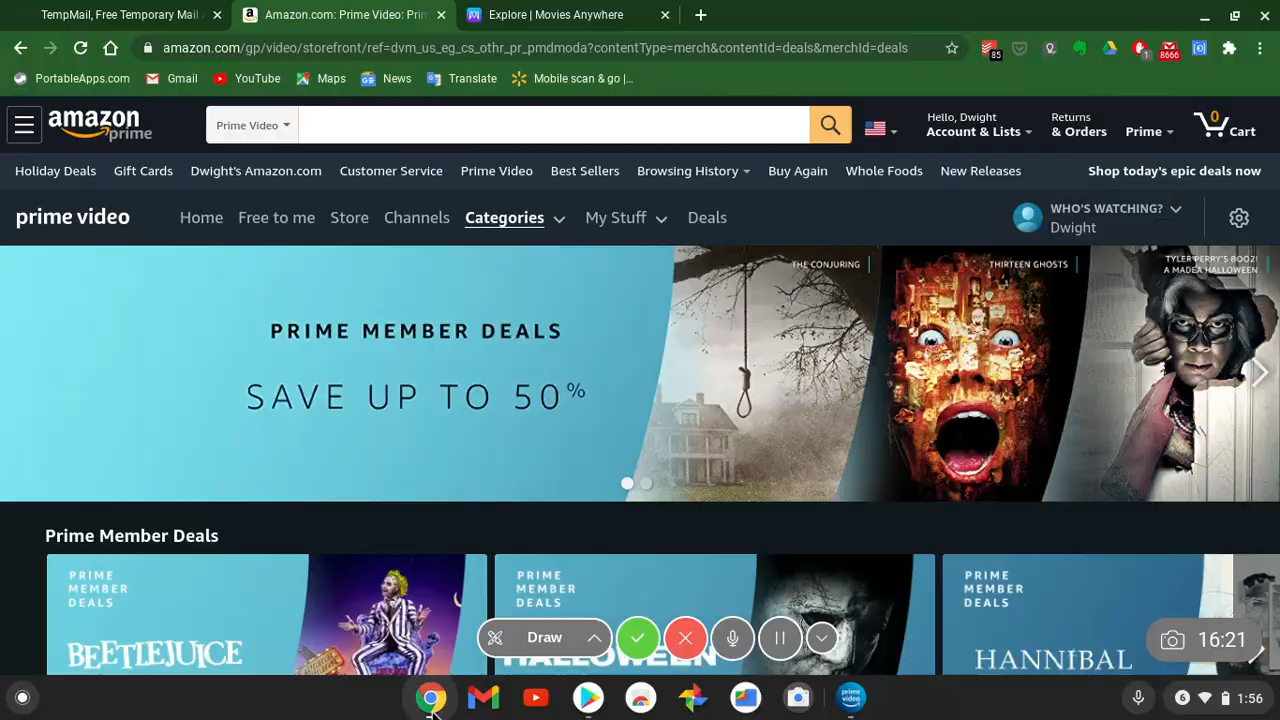 TempMail, Free Temporary Mail
Amazon.com: Prime Video: Prim
Explore | Movies Anywhere
amazon.com/gp/video/storefront/ref=dvm_us_eg_cs_othr_pr_pmdmoda?contentType=merch&contentId=deals&merchId=deals
85
1
8666
PortableApps.com
Gmail
YouTube
Maps
News
Translate
Mobile scan & go |...
amazon
prime
Prime Video
Hello, Dwight
Account & Lists
Returns
& Orders
Prime
0
Cart
Holiday Deals
Gift Cards
Dwight's Amazon.com
Customer Service
Prime Video
Best Sellers
Browsing History
Buy Again
Whole Foods
New Releases
Shop today's epic deals now
prime video
Home
Free to me
Store
Channels
Categories
My Stuff
Deals
WHO'S WATCHING?
Dwight
PRIME MEMBER DEALS
SAVE UP TO 50%
THE CONJURING
THIRTEEN GHOSTS
TYLER PERRY'S BOO2!
A MADEA HALLOWEEN
Prime Member Deals
PRIME
MEMBER
DEALS
BEETLEJUICE
PRIME
MEMBER
DEALS
HALLOWEEN
PRIME
MEMBER
DEALS
HANNIBAL
Draw
16:21
prime
video
6
1:56